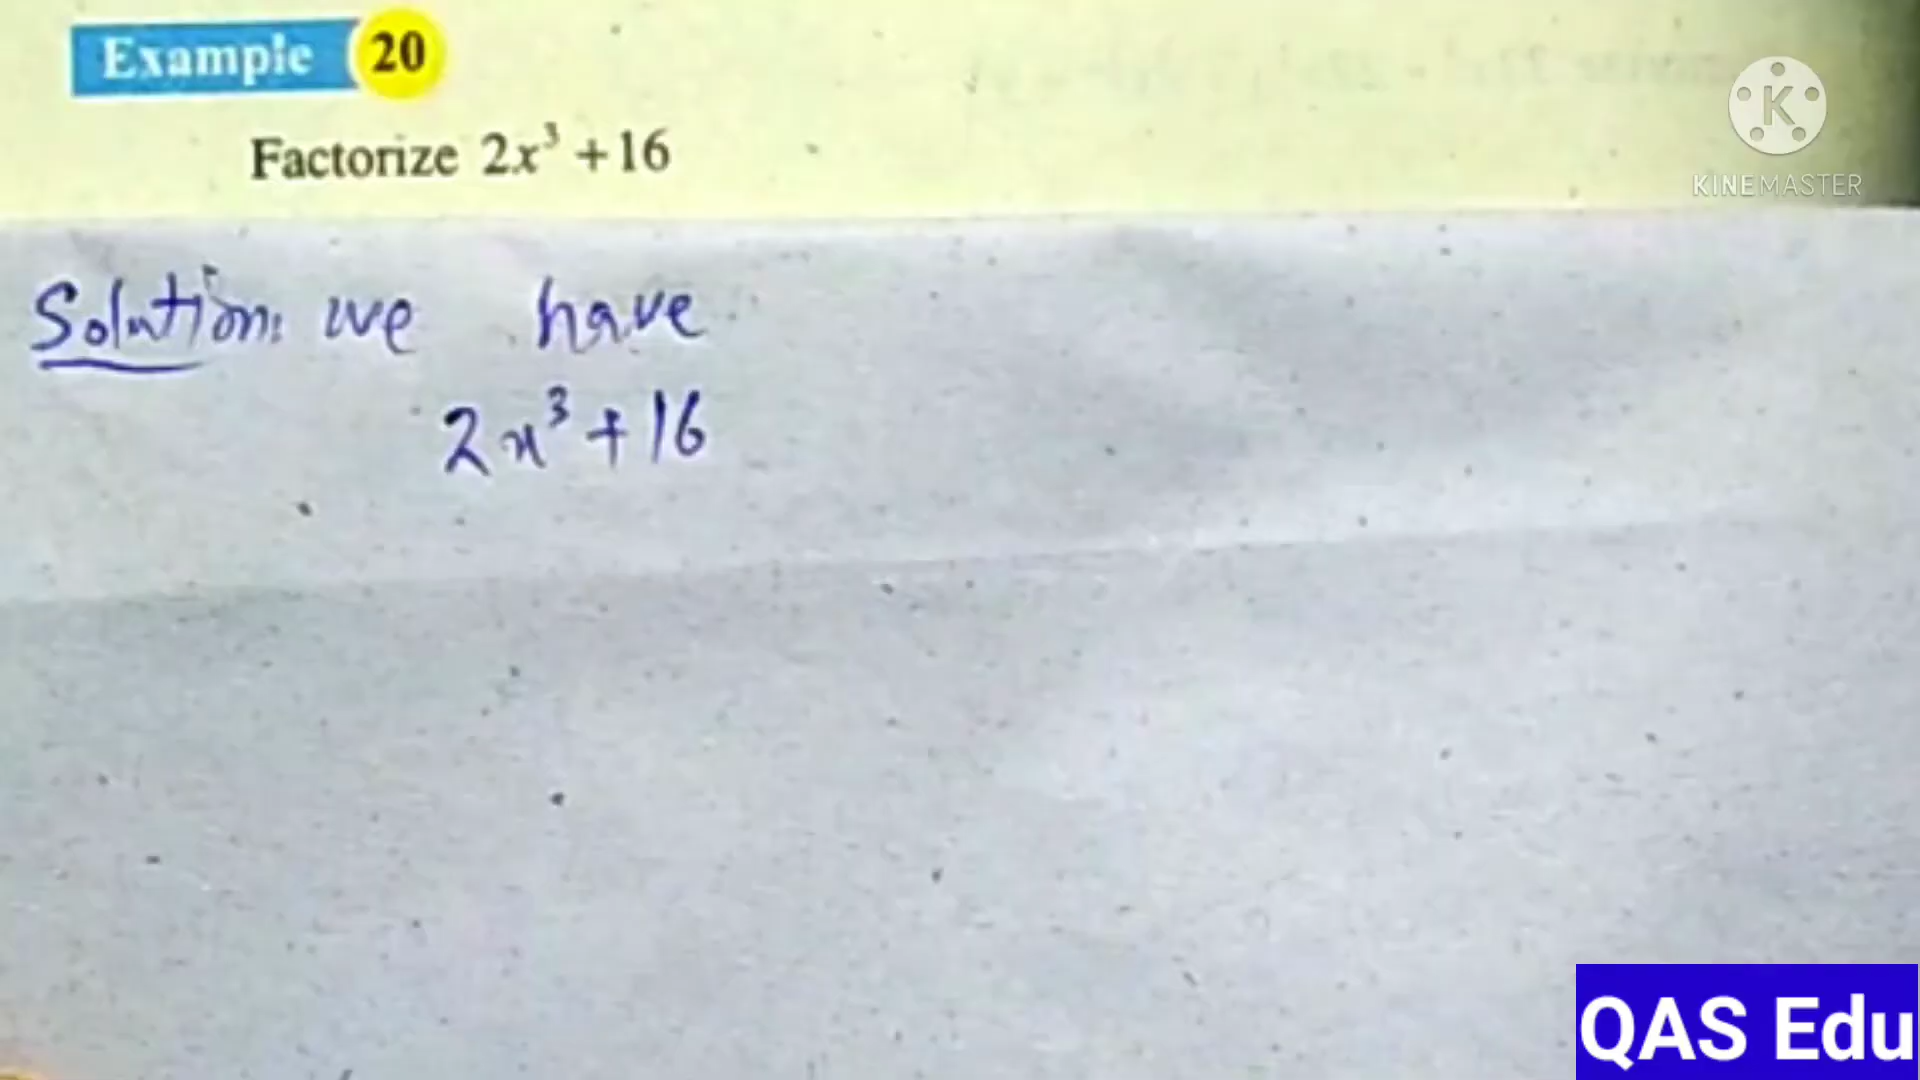 Example 20
Factorize 2x³ + 16
KINEMASTER
Solution: we have
2x³ + 16
QAS Edu